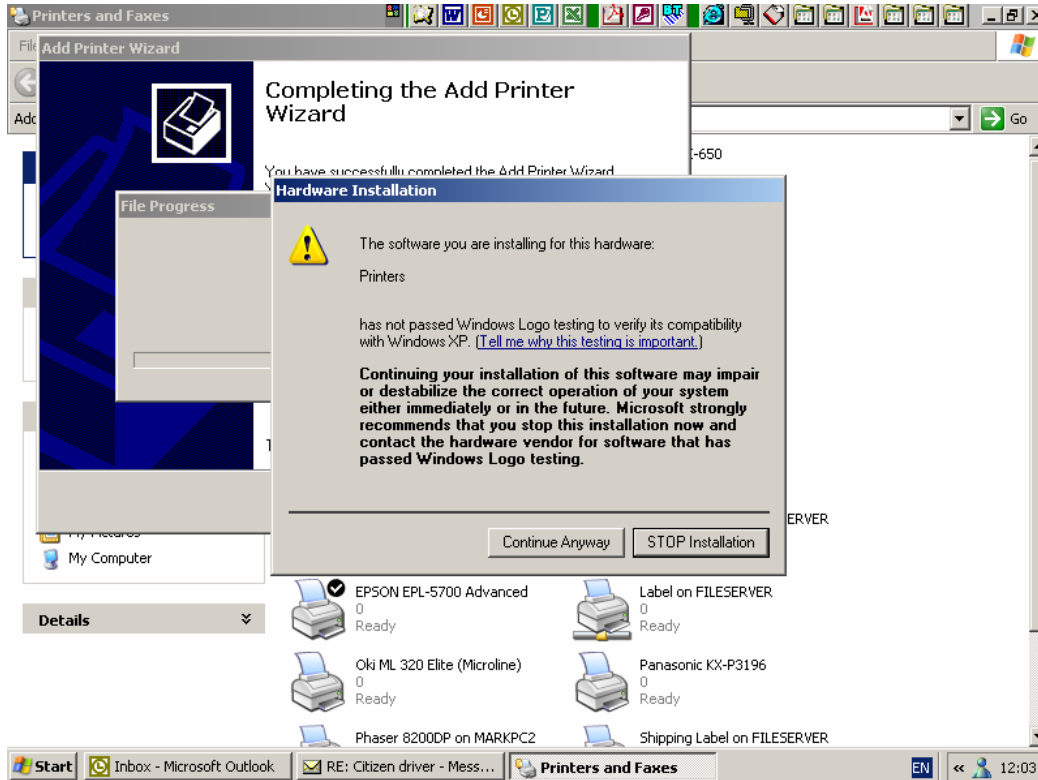 Printers and Faxes
File
Add Printer Wizard
Completing the Add Printer
Wizard
Go
-650
You have successfully completed the Add Printer Wizard.
Hardware Installation
File Progress
The software you are installing for this hardware:
Printers
has not passed Windows Logo testing to verify its compatibility
with Windows XP. (Tell me why this testing is important.)
Continuing your installation of this software may impair
or destabilize the correct operation of your system
either immediately or in the future. Microsoft strongly
recommends that you stop this installation now and
contact the hardware vendor for software that has
passed Windows Logo testing.
ERVER
Continue Anyway
STOP Installation
My Pictures
My Computer
EPSON EPL-5700 Advanced
0
Ready
Label on FILESERVER
0
Ready
Details
Oki ML 320 Elite (Microline)
0
Ready
Panasonic KX-P3196
0
Ready
Phaser 8200DP on MARKPC2
Shipping Label on FILESERVER
Start
Inbox - Microsoft Outlook
RE: Citizen driver - Mess...
Printers and Faxes
EN
12:03